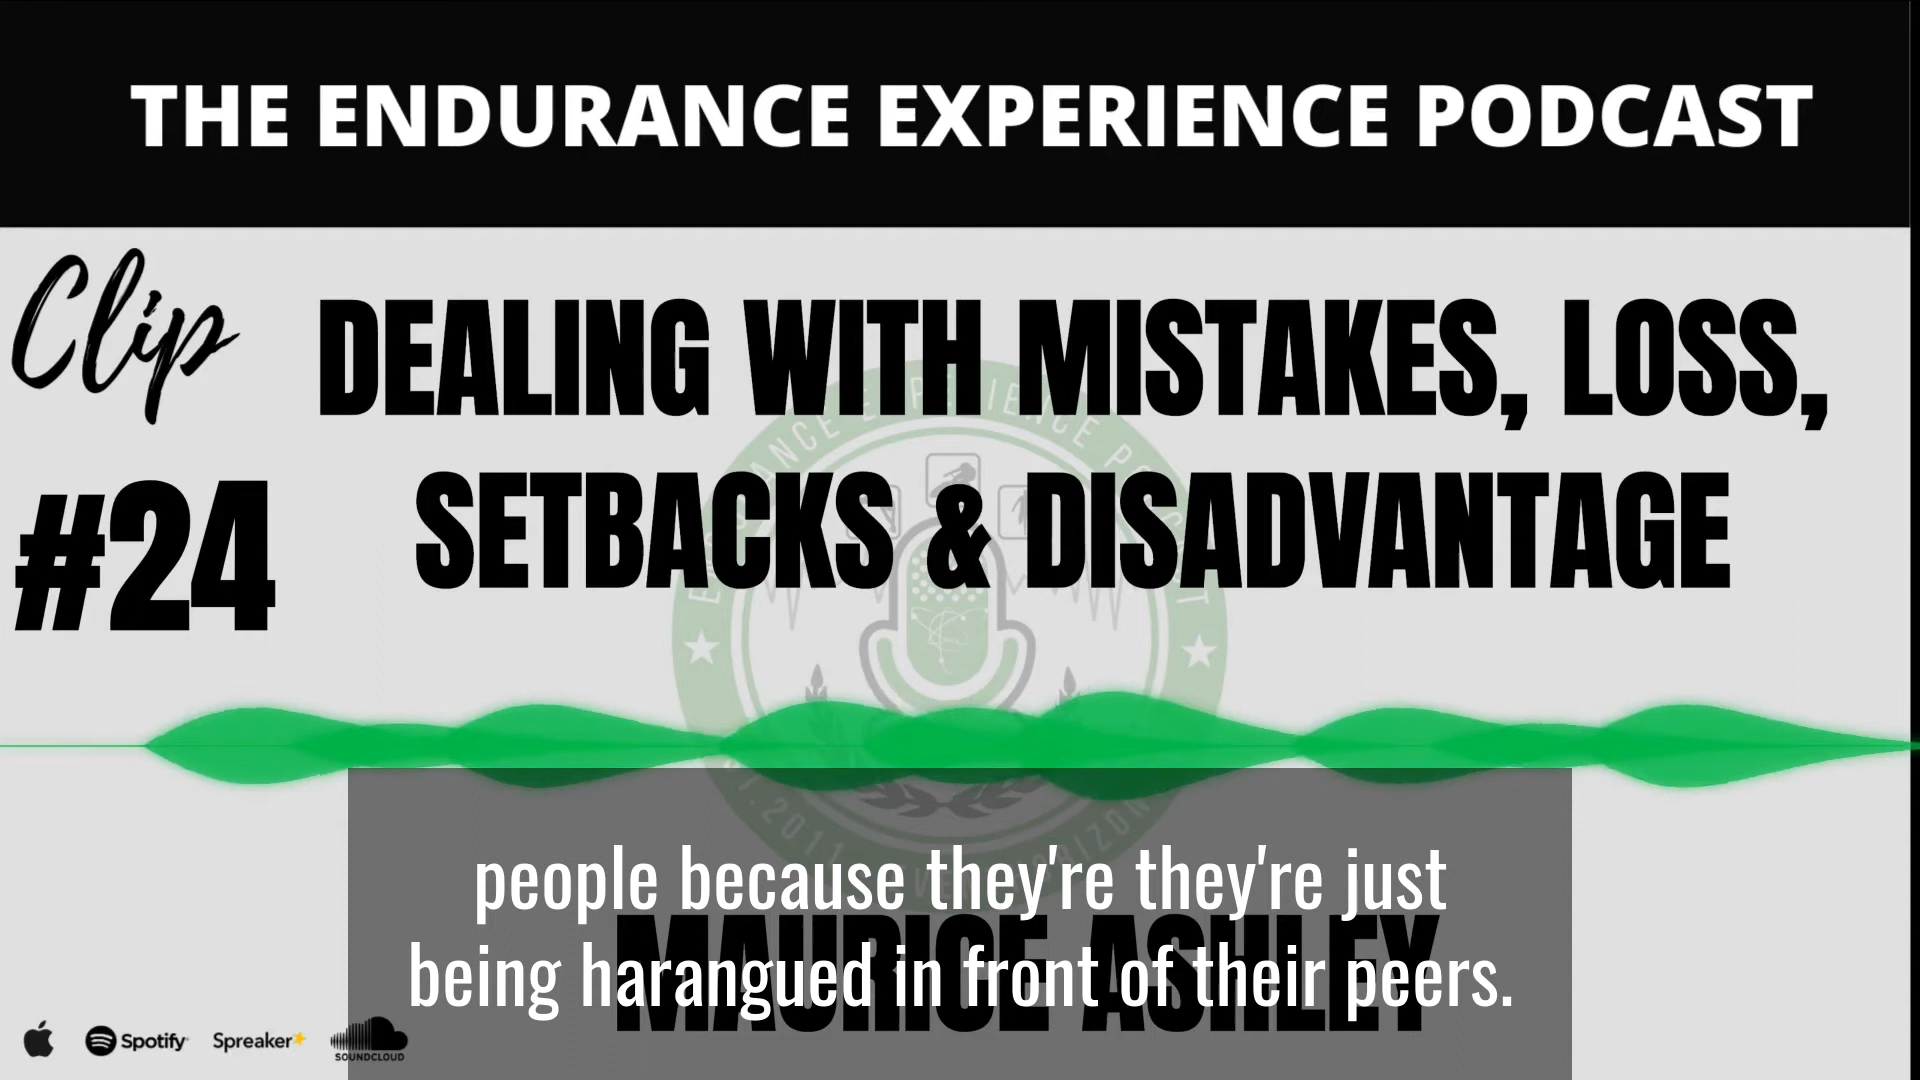 THE ENDURANCE EXPERIENCE PODCAST
Clip
#24
DEALING WITH MISTAKES, LOSS,
SETBACKS & DISADVANTAGE
people because they're they're just
being harangued in front of their peers.
MAURICE ASHLEY
Spotify
Spreaker
SOUNDCLOUD